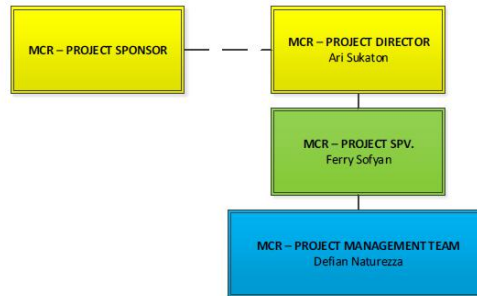 MCR – PROJECT SPONSOR
MCR – PROJECT DIRECTOR
Ari Sukaton
MCR – PROJECT SPV.
Ferry Sofyan
MCR – PROJECT MANAGEMENT TEAM
Defian Naturezza